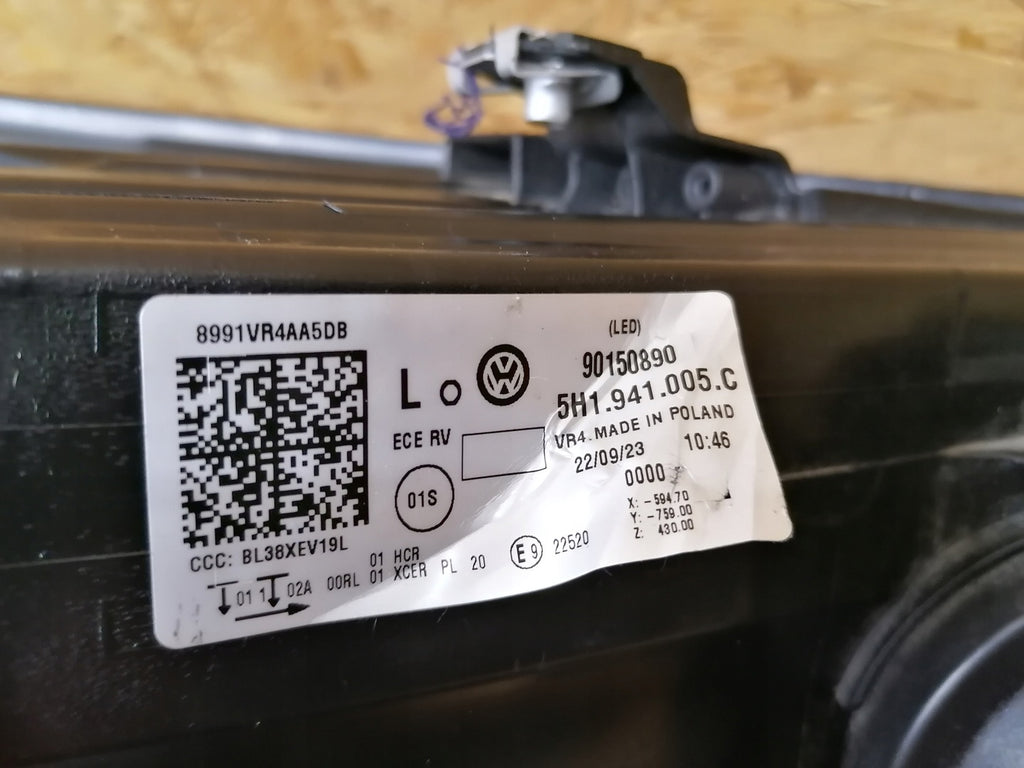 8991VR4AA5DB
L O
ECE RV
01S
CCC: BL38XEV19L
01 HCR
01 1 02A 00RL 01 XCER PL 20 E9 22520
(LED)
90150890
5H1.941.005.C
VR4.MADE IN POLAND
22/09/23 10:46
0000
X: -594.70
Y: -759.00
Z: 430.00